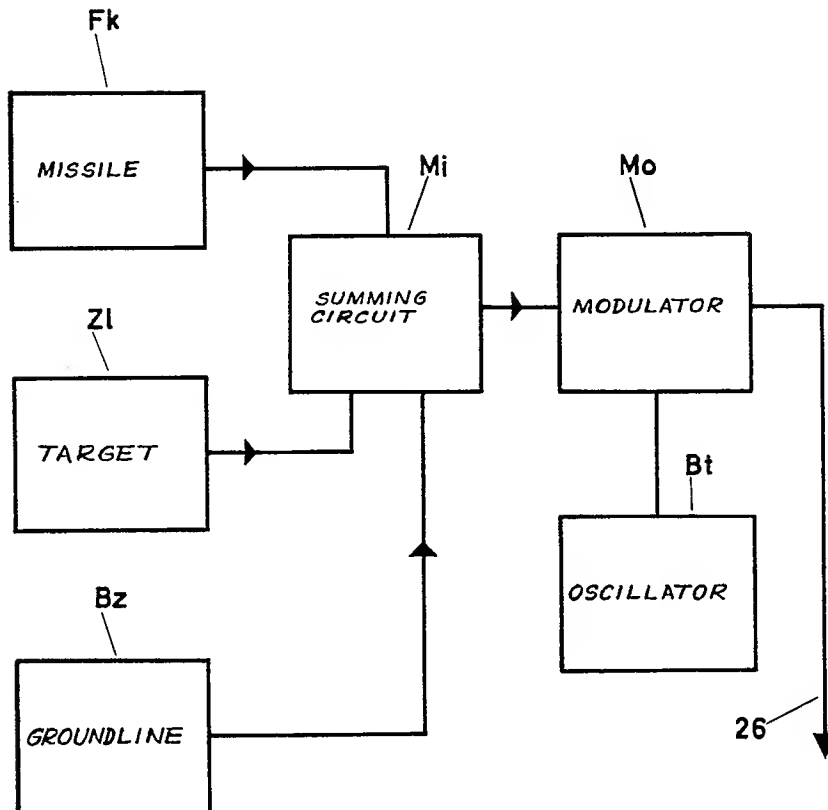 Fk
MISSILE
Mi
Mo
SUMMING
CIRCUIT
MODULATOR
Zl
TARGET
Bt
OSCILLATOR
Bz
GROUNDLINE
26